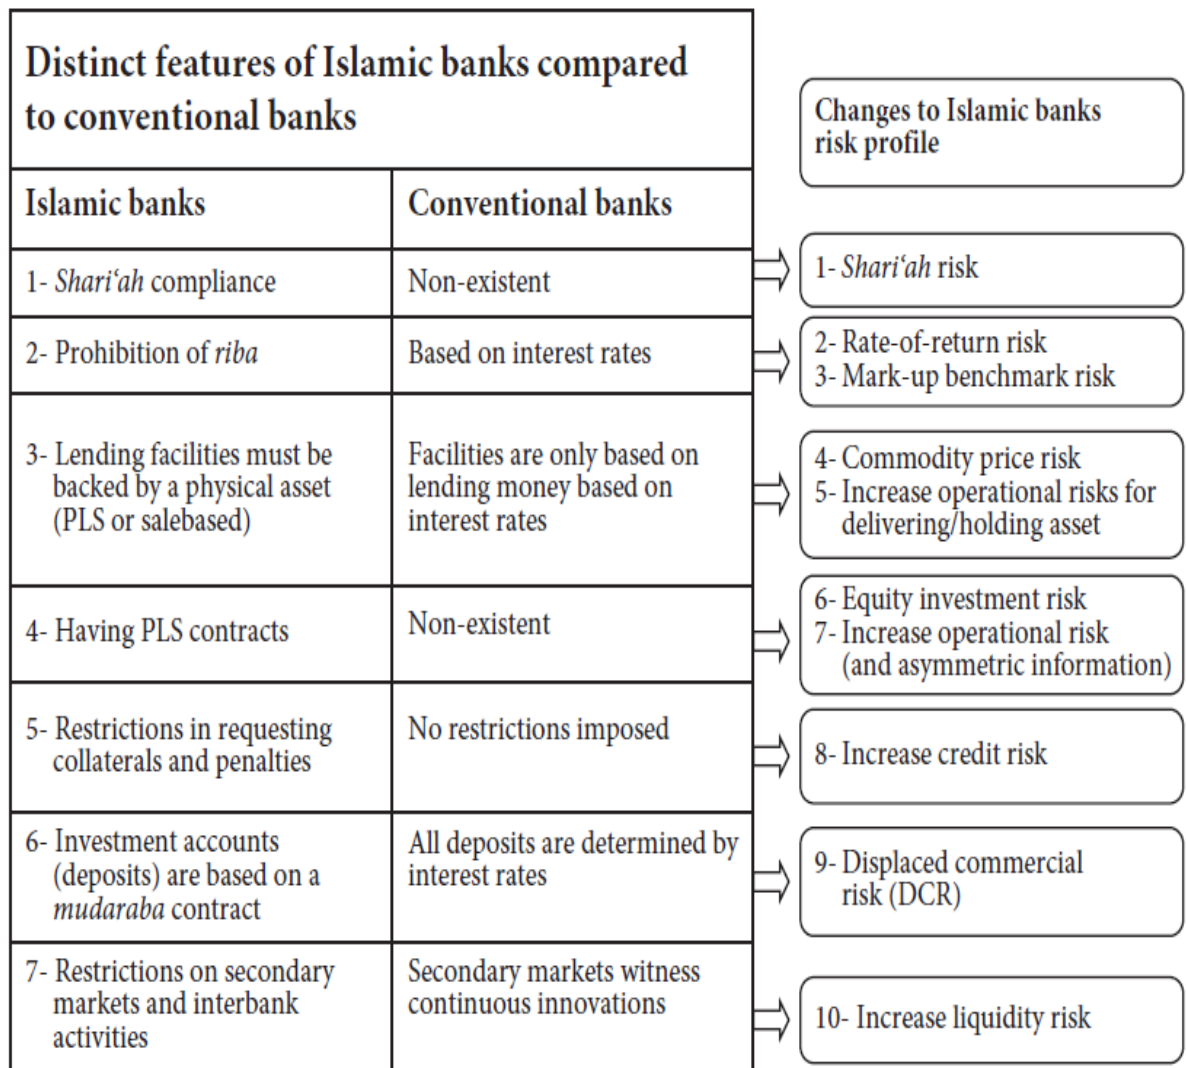 Distinct features of Islamic banks compared
to conventional banks
Changes to Islamic banks
risk profile
Islamic banks
Conventional banks
1- Shari‘ah compliance
Non-existent
1- Shari‘ah risk
2- Prohibition of riba
Based on interest rates
2- Rate-of-return risk
3- Mark-up benchmark risk
3- Lending facilities must be
backed by a physical asset
(PLS or salebased)
Facilities are only based on
lending money based on
interest rates
4- Commodity price risk
5- Increase operational risks for
delivering/holding asset
4- Having PLS contracts
Non-existent
6- Equity investment risk
7- Increase operational risk
(and asymmetric information)
5- Restrictions in requesting
collaterals and penalties
No restrictions imposed
8- Increase credit risk
6- Investment accounts
(deposits) are based on a
mudaraba contract
All deposits are determined by
interest rates
9- Displaced commercial
risk (DCR)
7- Restrictions on secondary
markets and interbank
activities
Secondary markets witness
continuous innovations
10- Increase liquidity risk